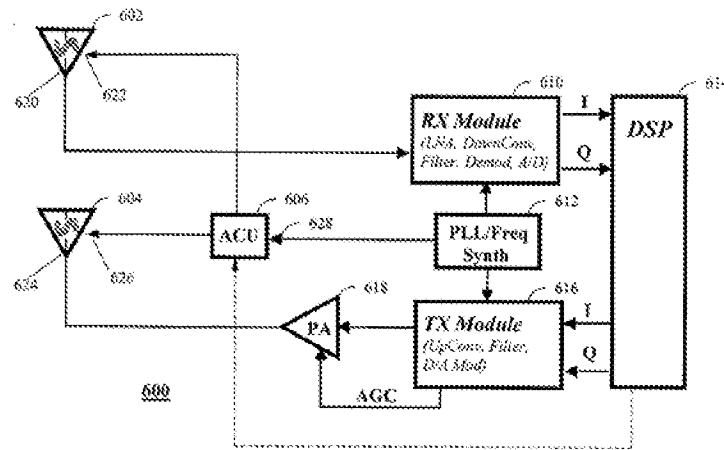 602
620
622
610
I
61
RX Module
(LNA, DownConv,
Filter, Demod, A/D)
Q
DSP
604
606
612
ACU
628
PLL/Freq
Synth
624
626
618
616
PA
TX Module
(UpConv, Filter,
D/A Mod)
I
Q
600
AGC